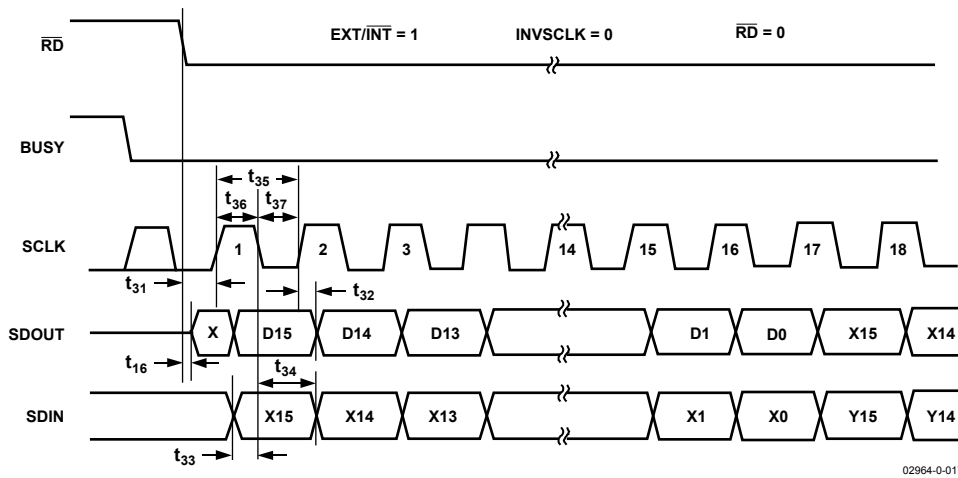 EXT/INT = 1 INVSCLK = 0 RD = 0
RD
BUSY
t35
t36 t37
SCLK 1 2 3 14 15 16 17 18
t31 t32
SDOUT X D15 D14 D13 D1 D0 X15 X14
t16 t34
SDIN X15 X14 X13 X1 X0 Y15 Y14
t33
02964-0-01